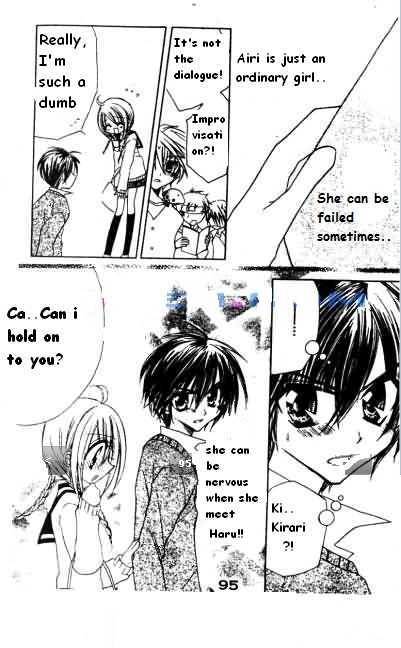 Airi is just an
ordinary girl..
She can be
failed
sometimes..
It's not
the
dialogue!
Impro
visati
on?!
Really,
I'm
such a
dumb
Ki..
Kirari
?!
she can
be
nervous
when she
meet
Haru!!
Ca..Can i
hold on
to you?
95